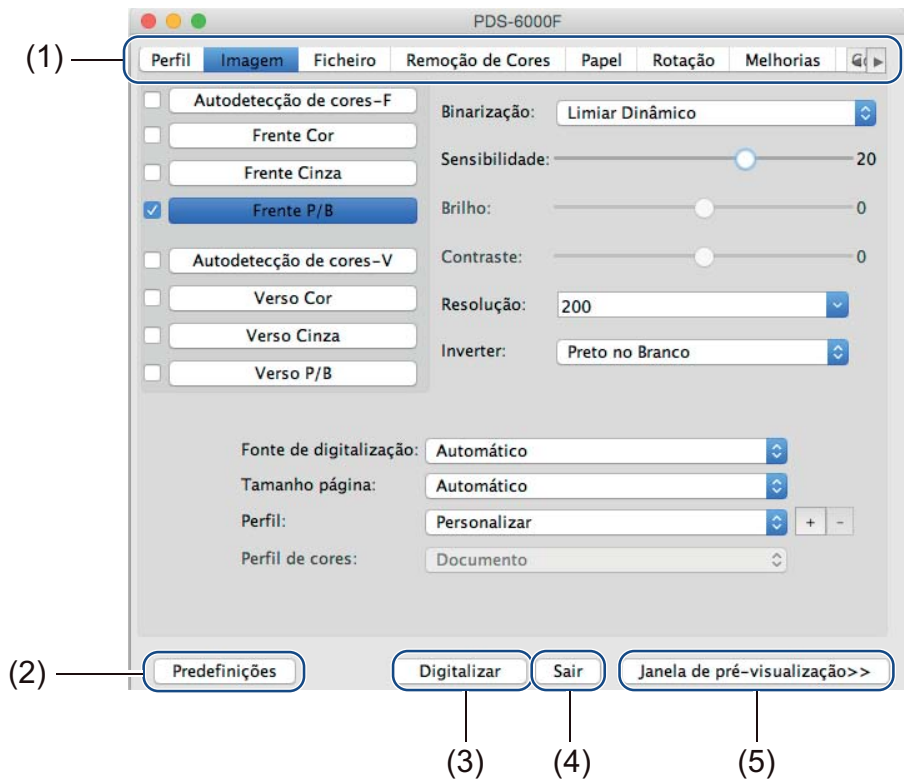 PDS-6000F
(1)
Perfil Imagem Ficheiro Remoção de Cores Papel Rotação Melhorias
Autodetecção de cores-F
Frente Cor
Frente Cinza
Frente P/B
Autodetecção de cores-V
Verso Cor
Verso Cinza
Verso P/B
Binarização: Limiar Dinâmico
Sensibilidade: 20
Brilho: 0
Contraste: 0
Resolução: 200
Inverter: Preto no Branco
Fonte de digitalização: Automático
Tamanho página: Automático
Perfil: Personalizar + -
Perfil de cores: Documento
(2) Predefinições Digitalizar Sair Janela de pré-visualização>>
(3) (4) (5)